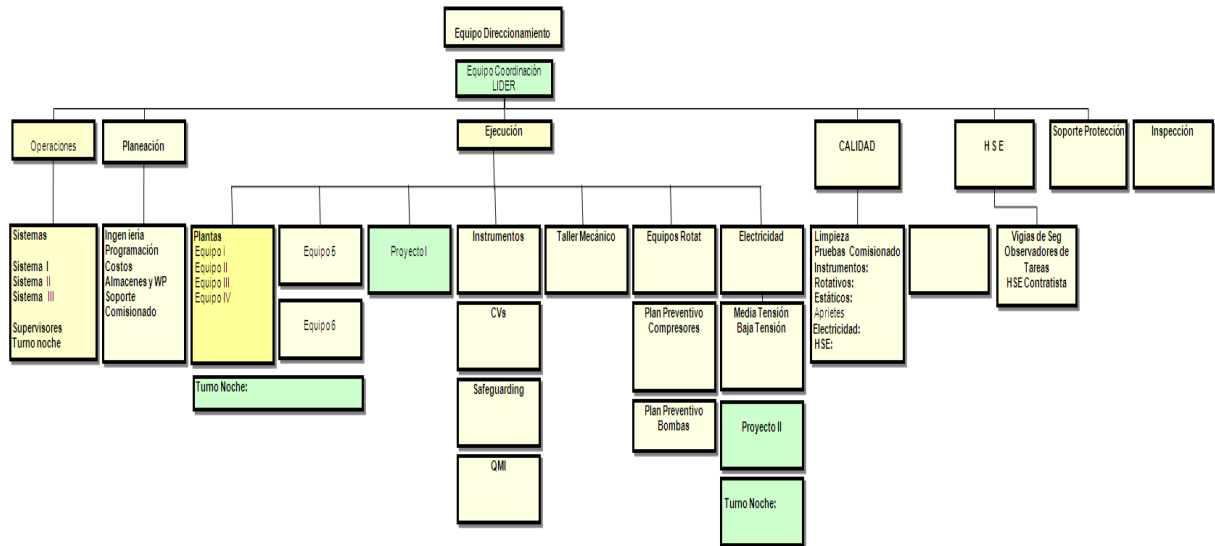 Equipo Direccionamiento
Equipo Coordinación
LIDER
Operaciones
Planeación
Ejecución
CALIDAD
H S E
Soporte Protección
Inspección
Sistemas
Sistema I
Sistema II
Sistema III
Supervisores
Turno noche
Ingeniería
Programación
Costos
Almacenes y WP
Soporte
Comisionado
Plantas
Equipo i
Equipo II
Equipo III
Equipo IV
Equipo 5
Equipo 6
Turno Noche:
Proyecto I
Instrumentos
CVs
Safeguarding
QMI
Taller Mecánico
Equipos Rotat
Plan Preventivo
Compresores
Plan Preventivo
Bombas
Electricidad
Media Tensión
Baja Tensión
Proyecto II
Turno Noche:
Limpieza
Pruebas Comisionado
Instrumentos:
Rotativos:
Estáticos:
Aprietes
Electricidad:
HSE:
Vigias de Seg
Observadores de
Tareas
HSE Contratista